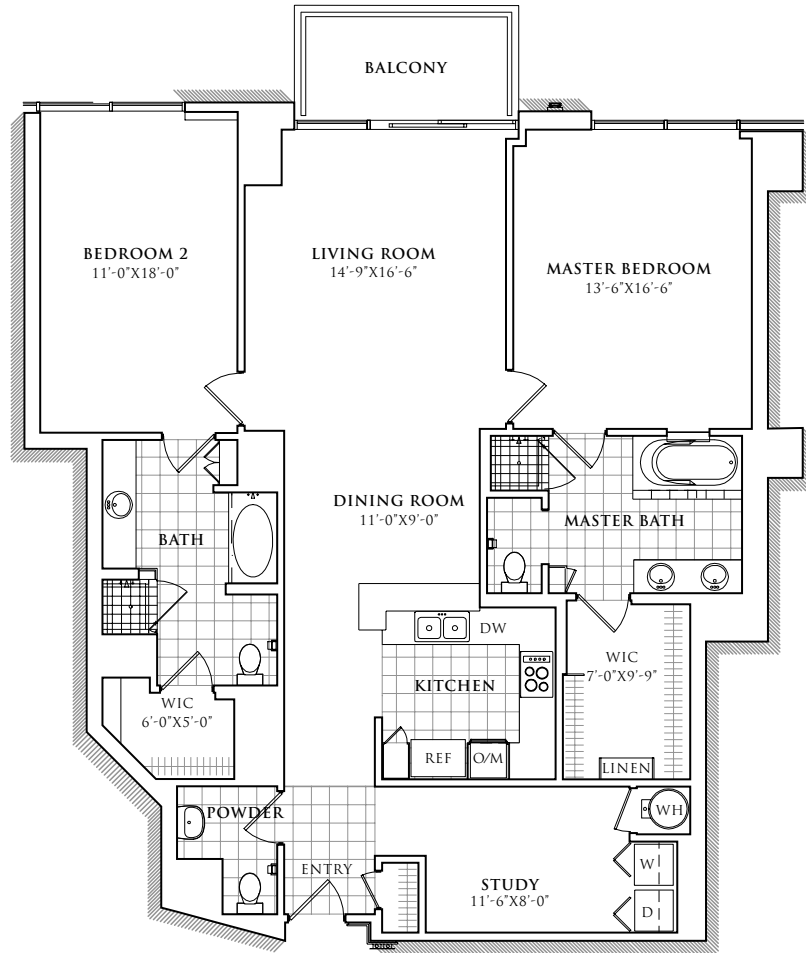 BALCONY
BEDROOM 2
11'-0"X18'-0"
LIVING ROOM
14'-9"X16'-6"
MASTER BEDROOM
13'-6"X16'-6"
DINING ROOM
11'-0"X9'-0"
BATH
MASTER BATH
DW
KITCHEN
WIC
7'-0"X9'-9"
WIC
6'-0"X5'-0"
REF
O/M
LINEN
POWDER
WH
ENTRY
STUDY
11'-6"X8'-0"
W
D